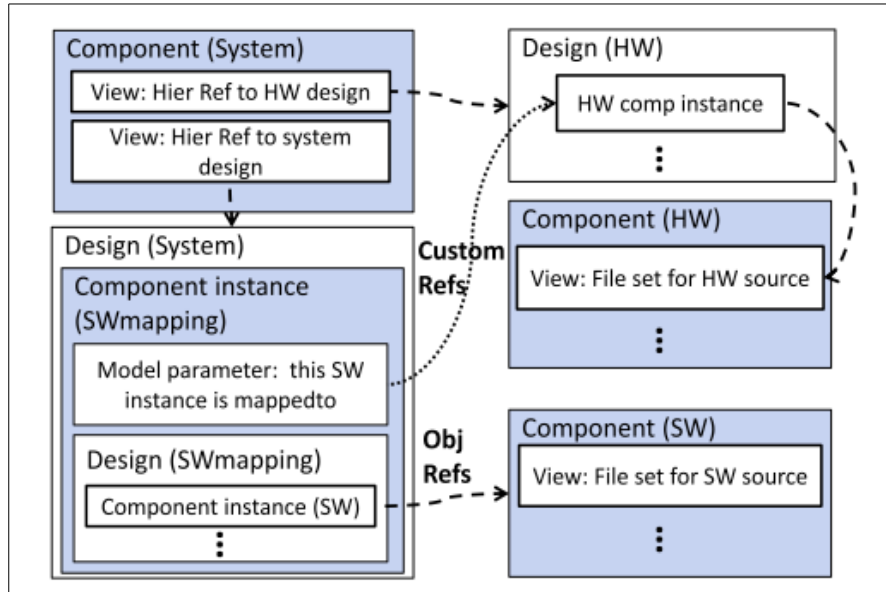 Component (System)
View: Hier Ref to HW design
View: Hier Ref to system
design
Design (System)
Component instance
(SWmapping)
Model parameter: this SW
instance is mappedto
Design (SWmapping)
Component instance (SW)
Custom
Refs
Obj
Refs
Design (HW)
HW comp instance
Component (HW)
View: File set for HW source
Component (SW)
View: File set for SW source